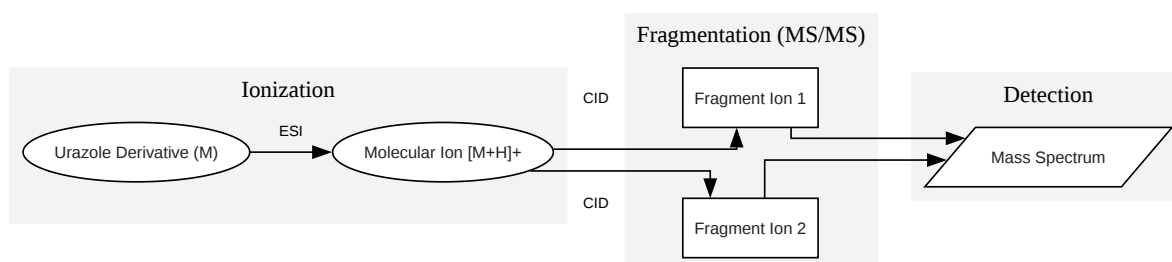 Ionization
Urazole Derivative (M)
ESI
Molecular Ion [M+H]+
CID
CID
Fragmentation (MS/MS)
Fragment Ion 1
Fragment Ion 2
Detection
Mass Spectrum